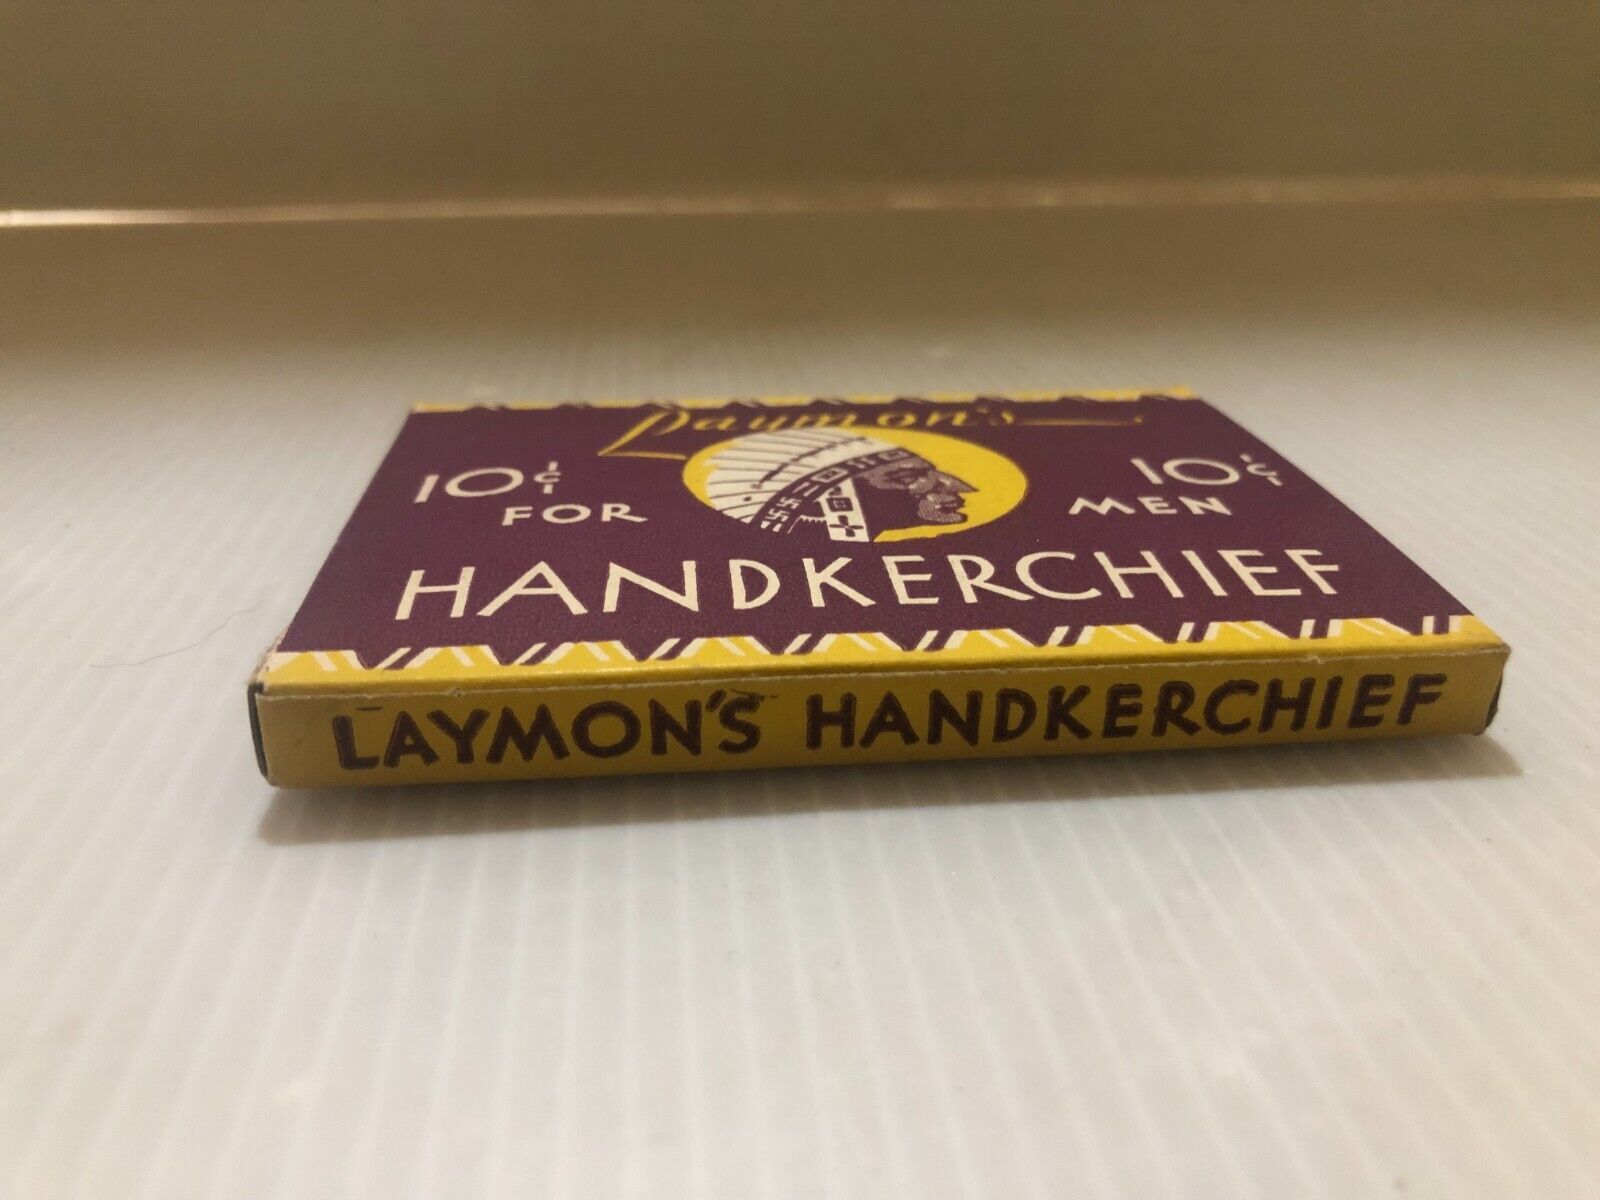 Laymon's
10¢ 10¢
FOR MEN
HANDKERCHIEF
LAYMON'S HANDKERCHIEF